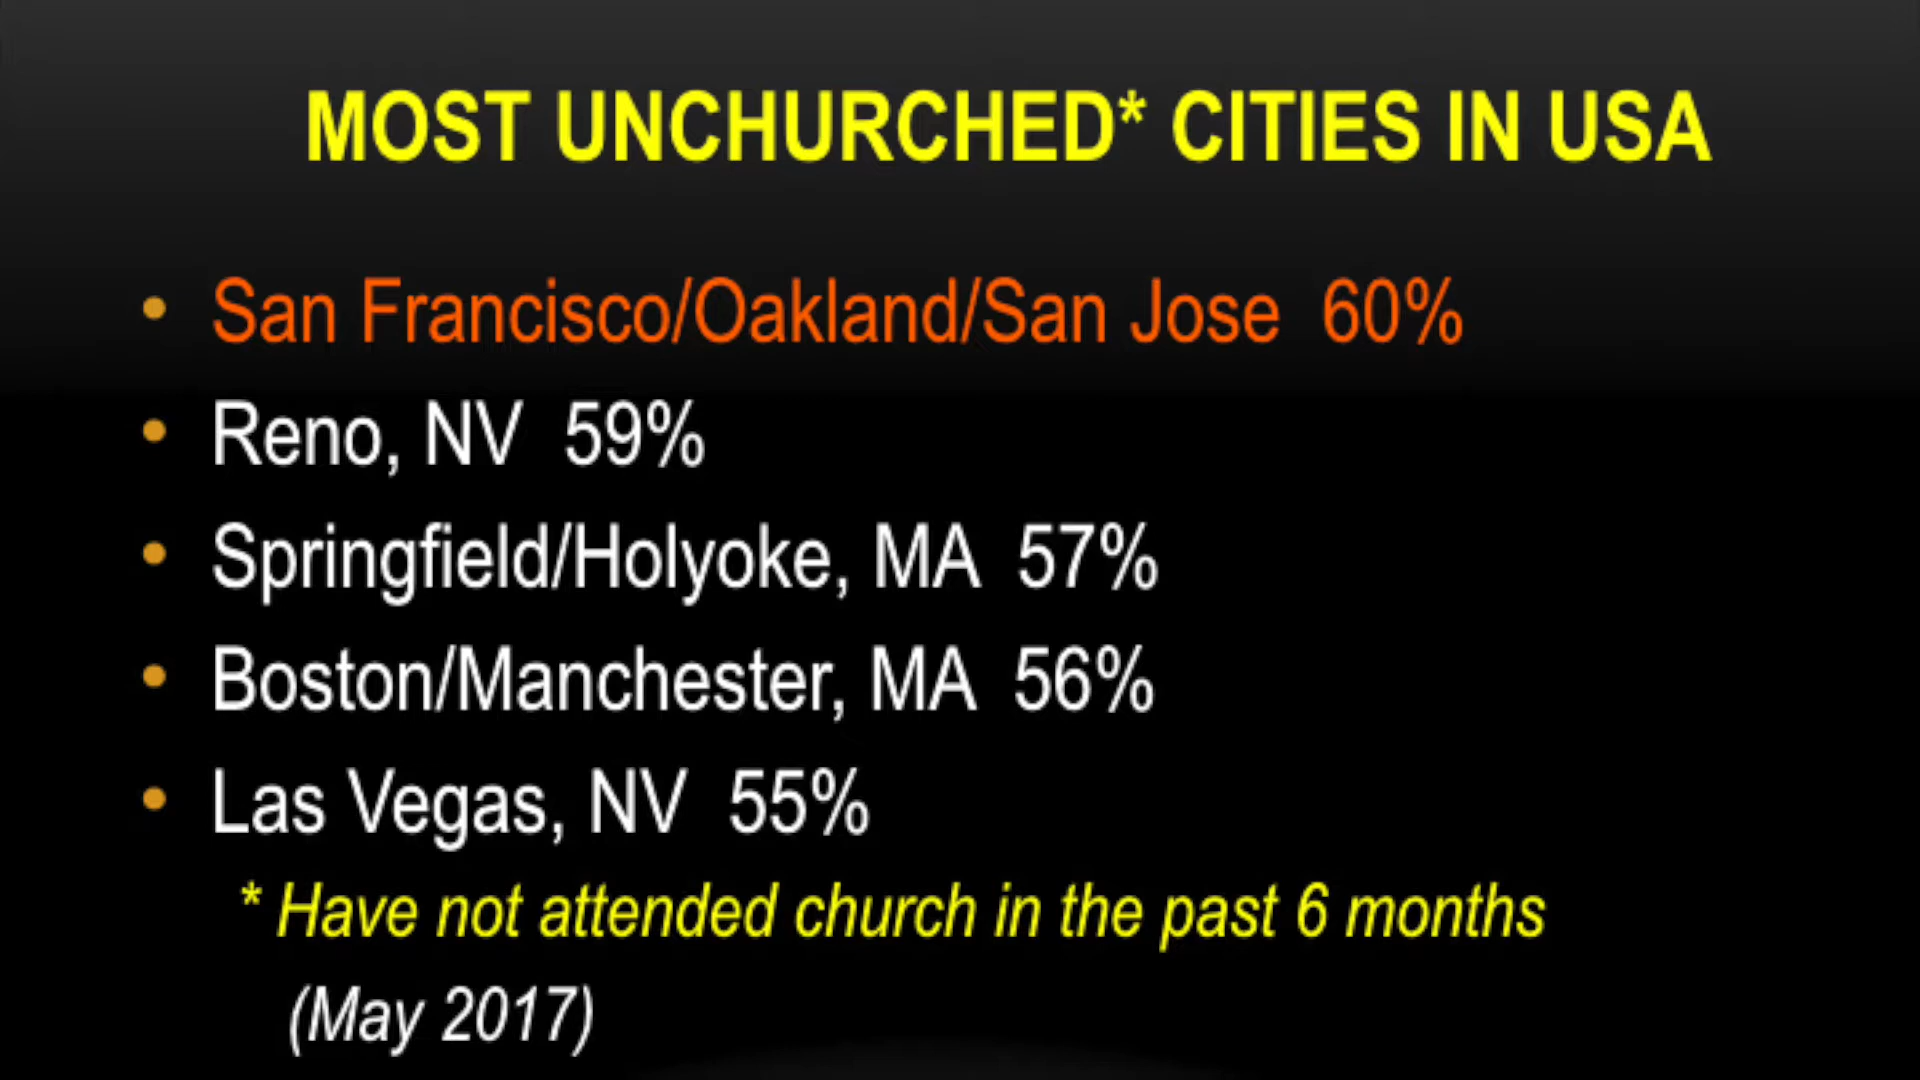 MOST UNCHURCHED* CITIES IN USA
• San Francisco/Oakland/San Jose 60%
• Reno, NV 59%
• Springfield/Holyoke, MA 57%
• Boston/Manchester, MA 56%
• Las Vegas, NV 55%
* Have not attended church in the past 6 months
(May 2017)